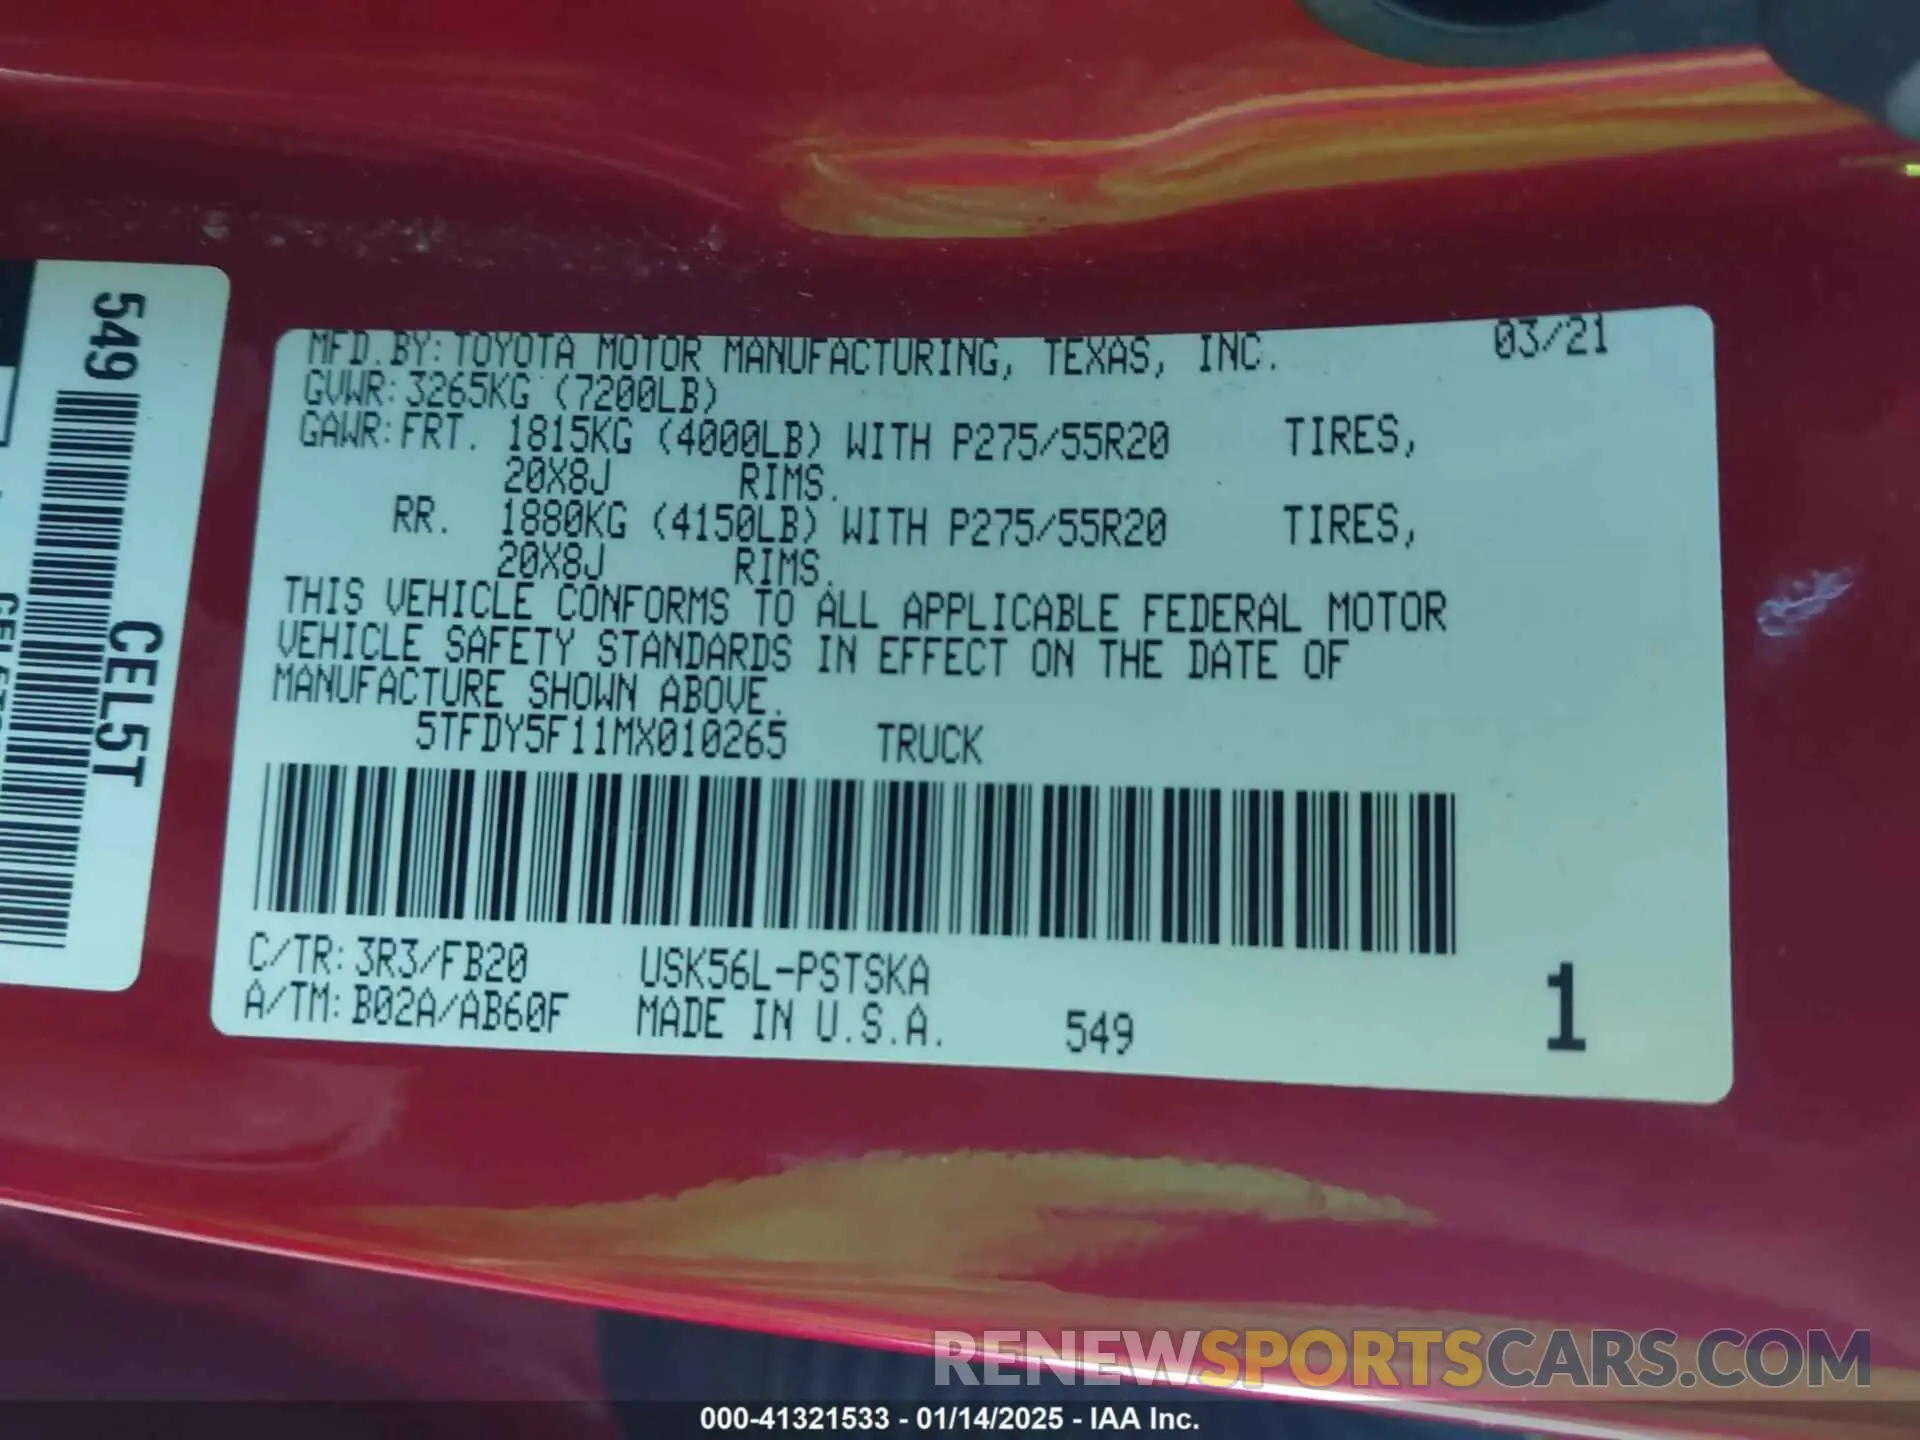 549
CEL5T
MFD.BY:TOYOTA MOTOR MANUFACTURING, TEXAS, INC. 03/21
GVWR:3265KG (7200LB)
GAWR:FRT. 1815KG (4000LB) WITH P275/55R20 TIRES,
20X8J RIMS.
RR. 1880KG (4150LB) WITH P275/55R20 TIRES,
20X8J RIMS.
THIS VEHICLE CONFORMS TO ALL APPLICABLE FEDERAL MOTOR
VEHICLE SAFETY STANDARDS IN EFFECT ON THE DATE OF
MANUFACTURE SHOWN ABOVE.
5TFDY5F11MX010265 TRUCK
C/TR:3R3/FB20 USK56L-PSTSKA
A/TM:B02A/AB60F MADE IN U.S.A. 549 1
RENEWSPORTSCARS.COM
000-41321533 - 01/14/2025 - IAA Inc.